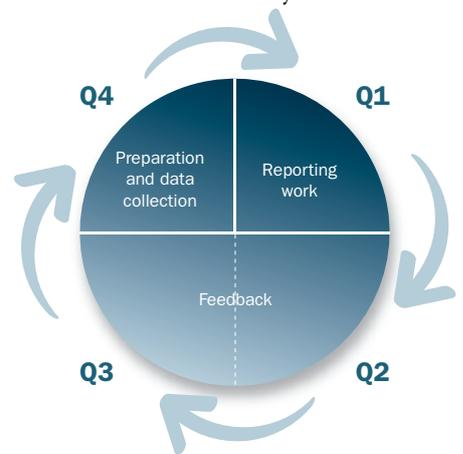 Q4
Q1
Preparation
and data
collection
Reporting
work
Feedback
Q3
Q2